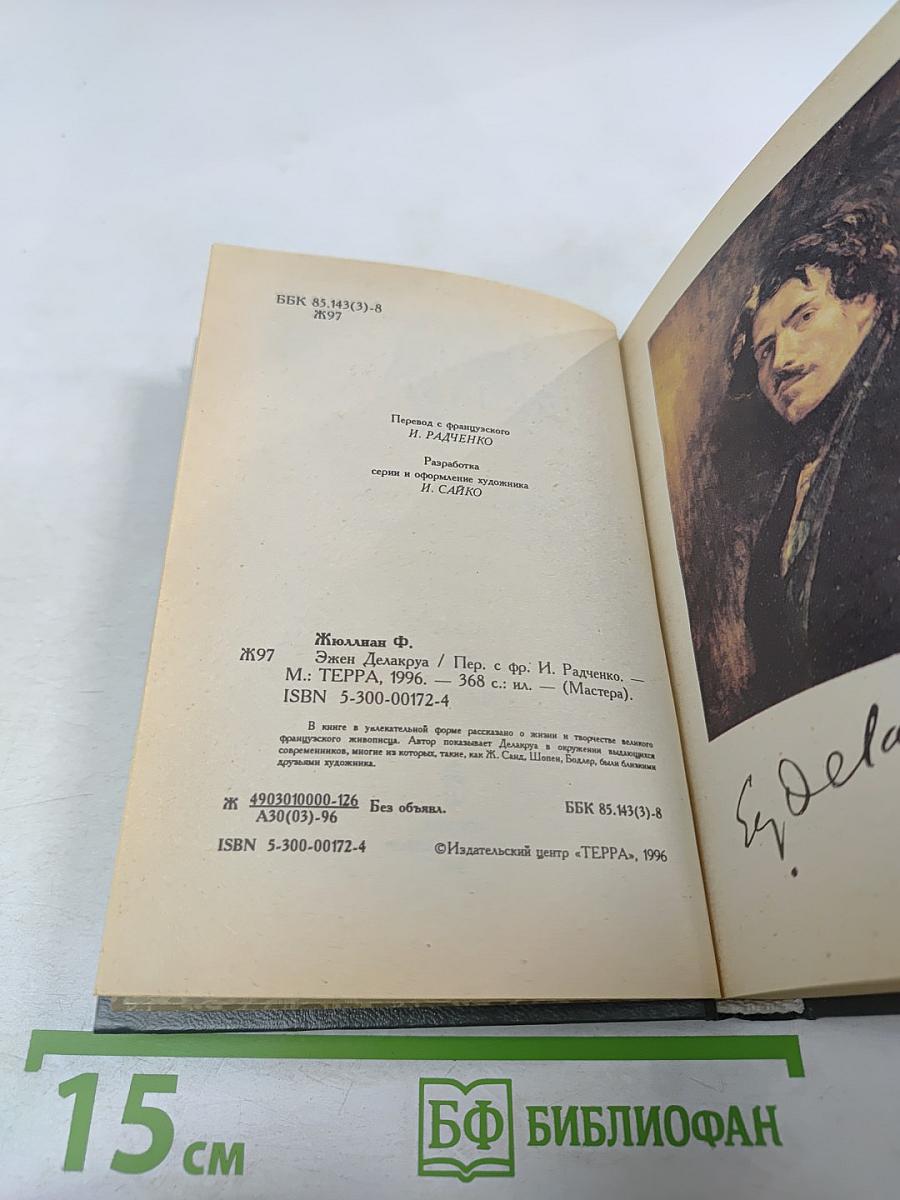 ББК 85.143(3)-8
Ж97
Перевод с французского
И. РАДЧЕНКО
Разработка
серии и оформление художника
И. САЙКО
Жюллиан Ф.
Ж97 Эжен Делакруа / Пер. с фр. И. Радченко. —
М.: ТЕРРА, 1996. — 368 с.: ил. — (Мастера).
ISBN 5-300-00172-4
В книге в увлекательной форме рассказано о жизни и творчестве великого
французского живописца. Автор показывает Делакруа в окружении выдающихся
современников, многие из которых, такие, как Ж. Санд, Шопен, Бодлер, были близкими
друзьями художника.
Ж 4903010000-126 Без объявл. ББК 85.143(3)-8
А30(03)-96
ISBN 5-300-00172-4 ©Издательский центр «ТЕРРА», 1996
Eug Dela
15 см БФ БИБЛИОФАН